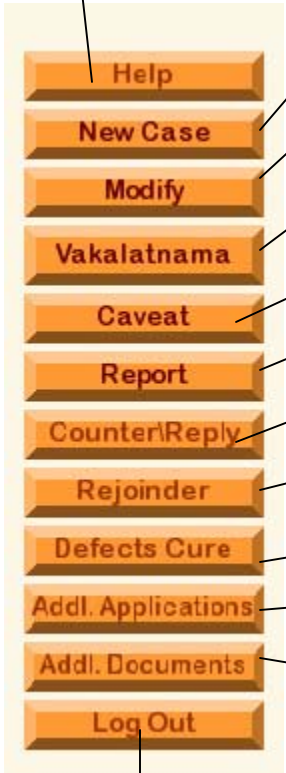 Help
New Case
Modify
Vakalatnama
Caveat
Report
Counter\Reply
Rejoinder
Defects Cure
Addl. Applications
Addl. Documents
Log Out